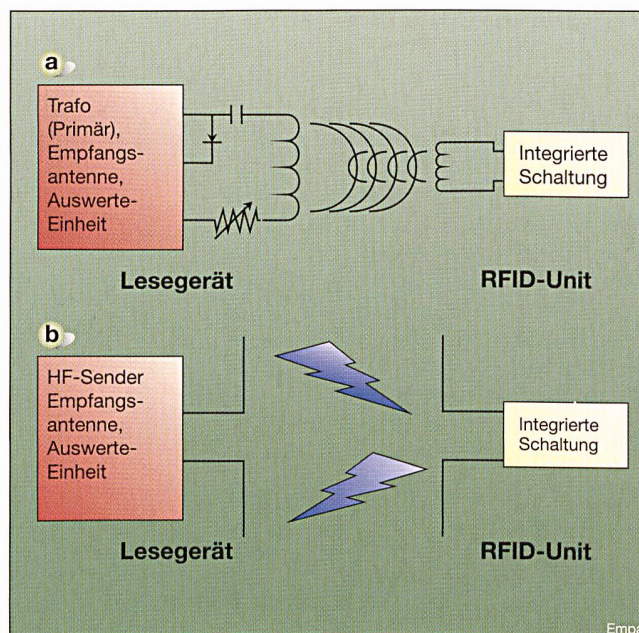 a
Trafo
(Primär),
Empfangs-
antenne,
Auswerte-
Einheit
Integrierte
Schaltung
Lesegerät
RFID-Unit
b
HF-Sender
Empfangs-
antenne,
Auswerte-
Einheit
Integrierte
Schaltung
Lesegerät
RFID-Unit
Empa